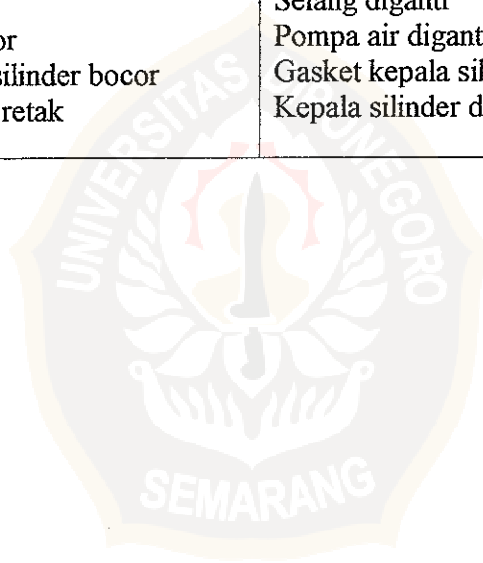 Selang diganti
or Pompa air digant
silinder bocor Gasket kepala sil
retak Kepala silinder d
UNIVERSITAS DIPONEGORO
SEMARANG